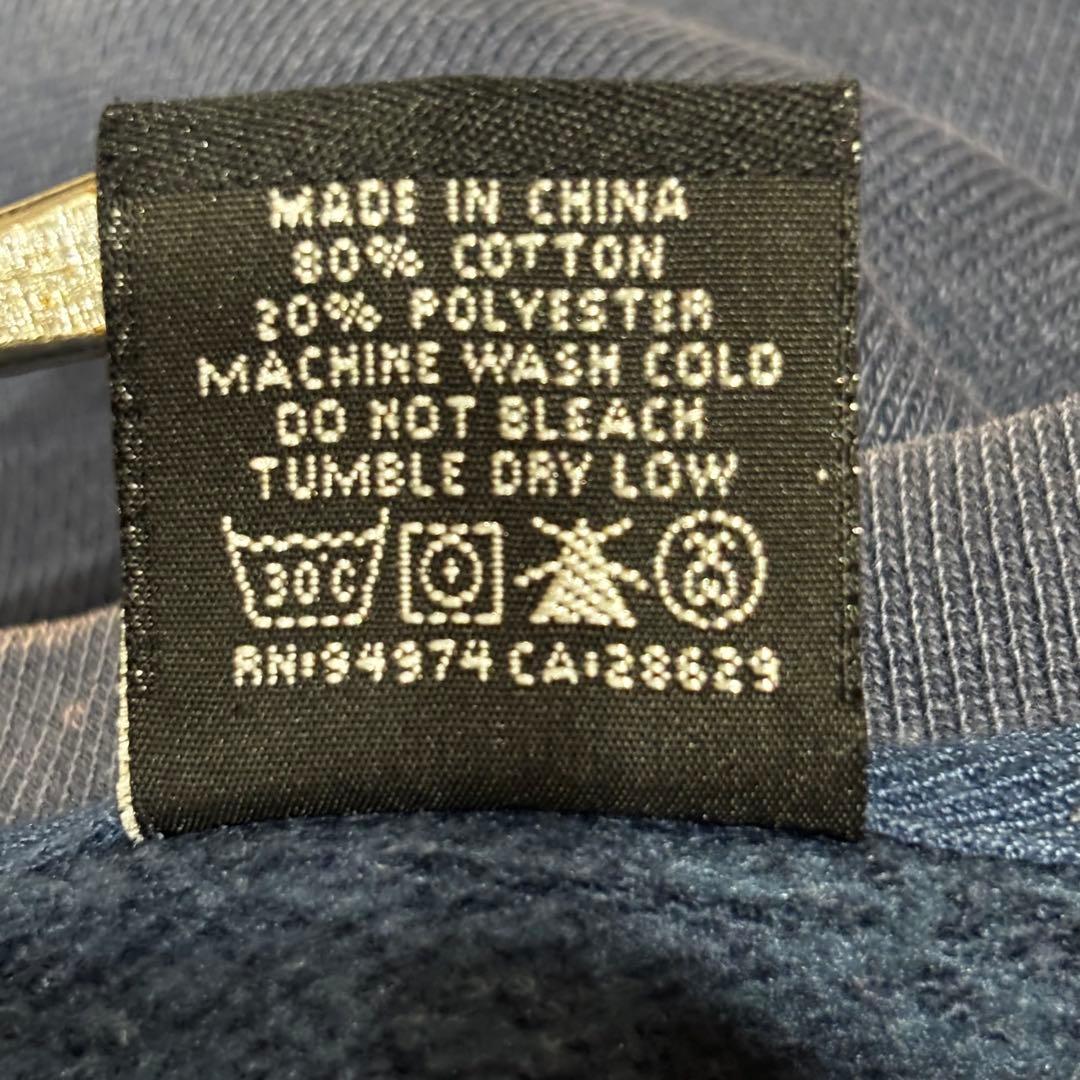 MADE IN CHINA
80% COTTON
20% POLYESTER
MACHINE WASH COLD
DO NOT BLEACH
TUMBLE DRY LOW
30°C
RN:94974 CA:28629